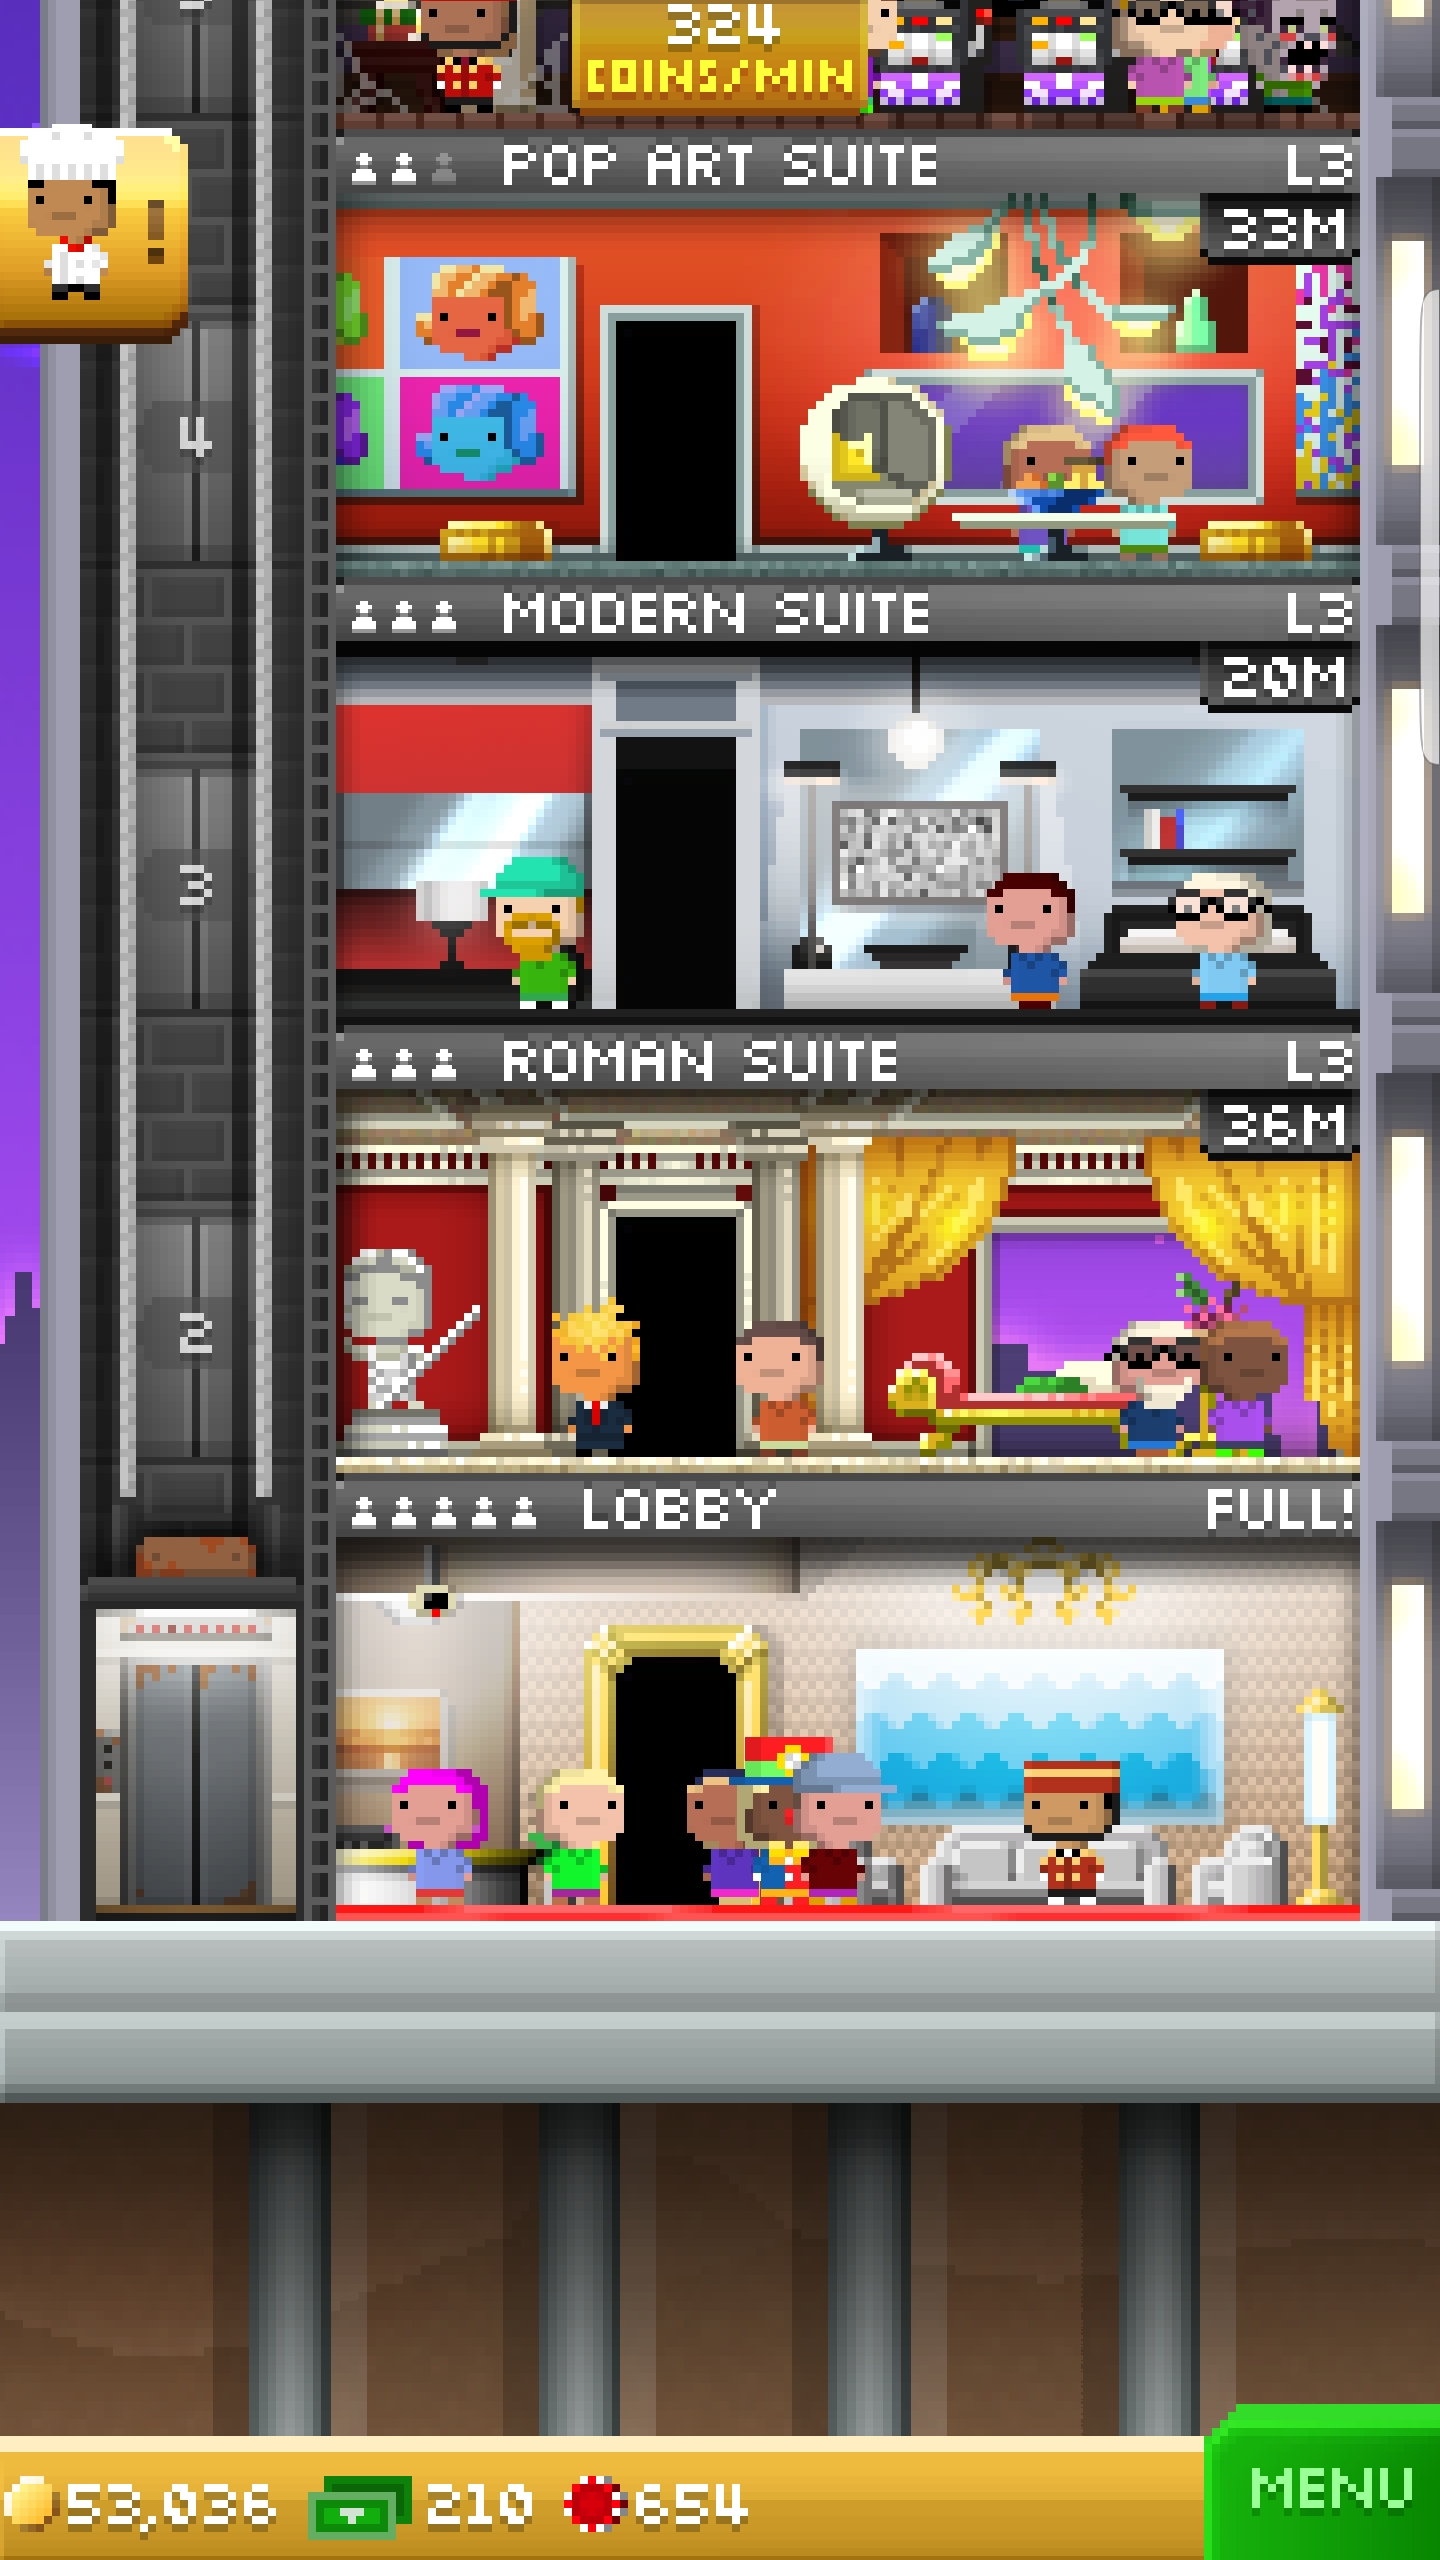 324
COINS/MIN
POP ART SUITE L3
33M
!
4
MODERN SUITE L3
20M
3
ROMAN SUITE L3
36M
2
LOBBY FULL!
53,036 210 654 MENU